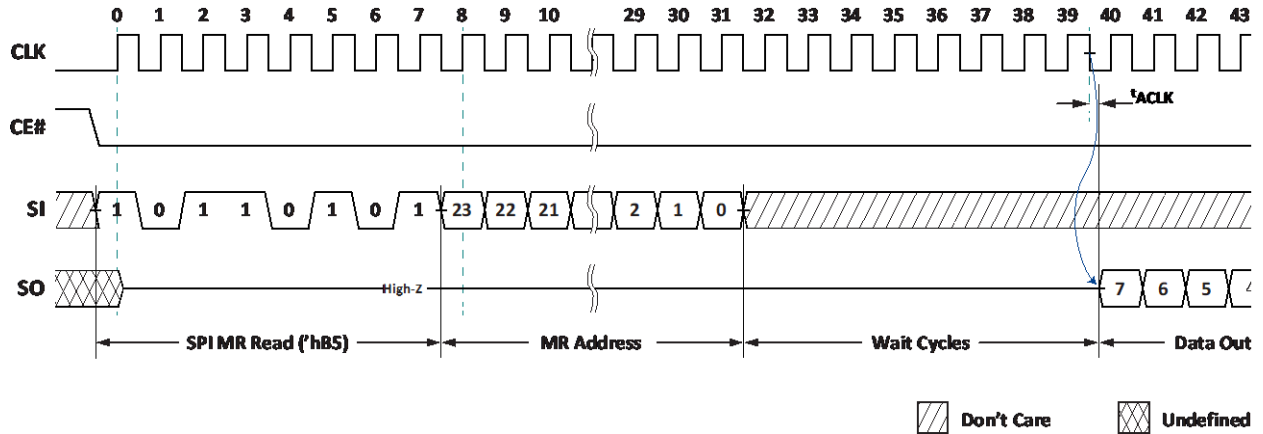 0 1 2 3 4 5 6 7 8 9 10 29 30 31 32 33 34 35 36 37 38 39 40 41 42 43
CLK
tACLK
CE#
SI 1 0 1 1 0 1 0 1 23 22 21 2 1 0
SO High-Z 7 6 5
SPI MR Read ('hB5) MR Address Wait Cycles Data Out
Don't Care Undefined